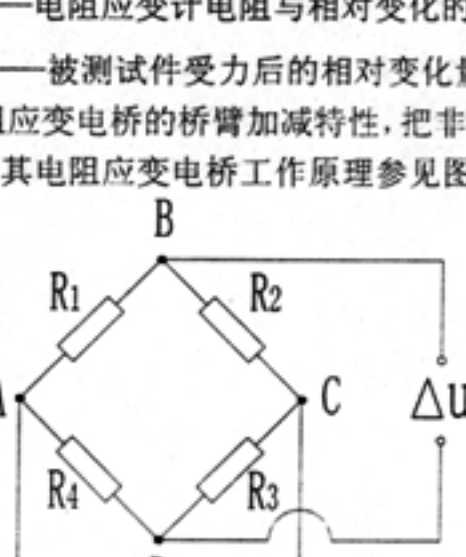 ——电阻应变计电阻与相对变化的
——被测试件受力后的相对变化量
应变电桥的桥臂加减特性，把非
其电阻应变电桥工作原理参见图
B
R1
R2
C
Δu
R4
R3